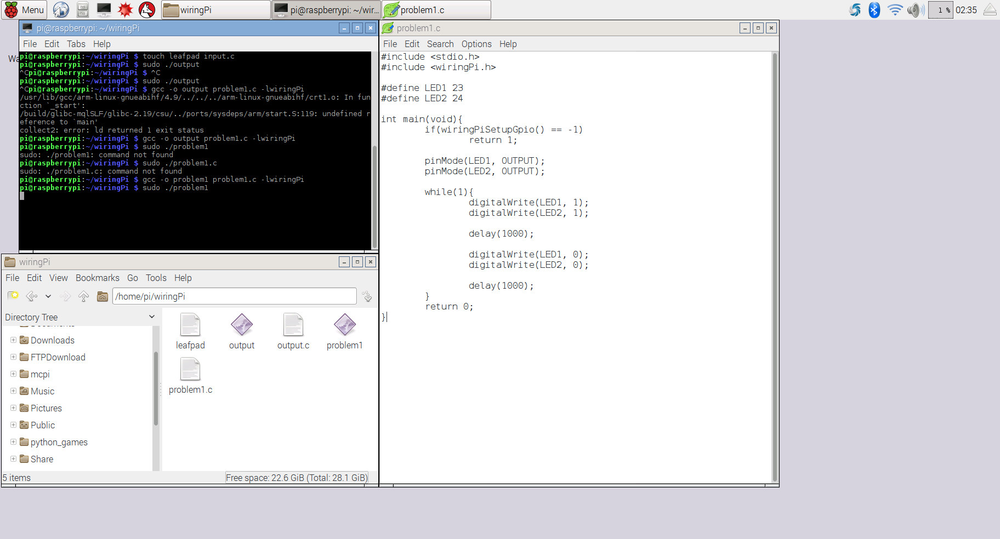 Menu
wiringPi
pi@raspberrypi: ~/wir...
problem1.c
1 %
02:35
pi@raspberrypi: ~/wiringPi
File Edit Tabs Help
pi@raspberrypi:~/wiringPi $ touch leafpad input.c
pi@raspberrypi:~/wiringPi $ sudo ./output
^Cpi@raspberrypi:~/wiringPi $ ^C
pi@raspberrypi:~/wiringPi $ sudo ./output
^Cpi@raspberrypi:~/wiringPi $ gcc -o output problem1.c -lwiringPi
/usr/lib/gcc/arm-linux-gnueabihf/4.9/../../../arm-linux-gnueabihf/crt1.o: In fun
ction `_start':
/build/glibc-mqlSLF/glibc-2.19/csu/../ports/sysdeps/arm/start.S:119: undefined r
eference to `main'
collect2: error: ld returned 1 exit status
pi@raspberrypi:~/wiringPi $ gcc -o output problem1.c -lwiringPi
pi@raspberrypi:~/wiringPi $ sudo ./problem1
sudo: ./problem1: command not found
pi@raspberrypi:~/wiringPi $ sudo ./problem1.c
sudo: ./problem1.c: command not found
pi@raspberrypi:~/wiringPi $ gcc -o problem1 problem1.c -lwiringPi
pi@raspberrypi:~/wiringPi $ sudo ./problem1
problem1.c
File Edit Search Options Help
#include <stdio.h>
#include <wiringPi.h>
#define LED1 23
#define LED2 24
int main(void){
if(wiringPiSetupGpio() == -1)
return 1;
pinMode(LED1, OUTPUT);
pinMode(LED2, OUTPUT);
while(1){
digitalWrite(LED1, 1);
digitalWrite(LED2, 1);
delay(1000);
digitalWrite(LED1, 0);
digitalWrite(LED2, 0);
delay(1000);
}
return 0;
}
wiringPi
File Edit View Bookmarks Go Tools Help
/home/pi/wiringPi
Directory Tree
Documents
Downloads
FTPDownload
mcpi
Music
Pictures
Public
python_games
Share
leafpad
output
output.c
problem1
problem1.c
5 items
Free space: 22.6 GiB (Total: 28.1 GiB)